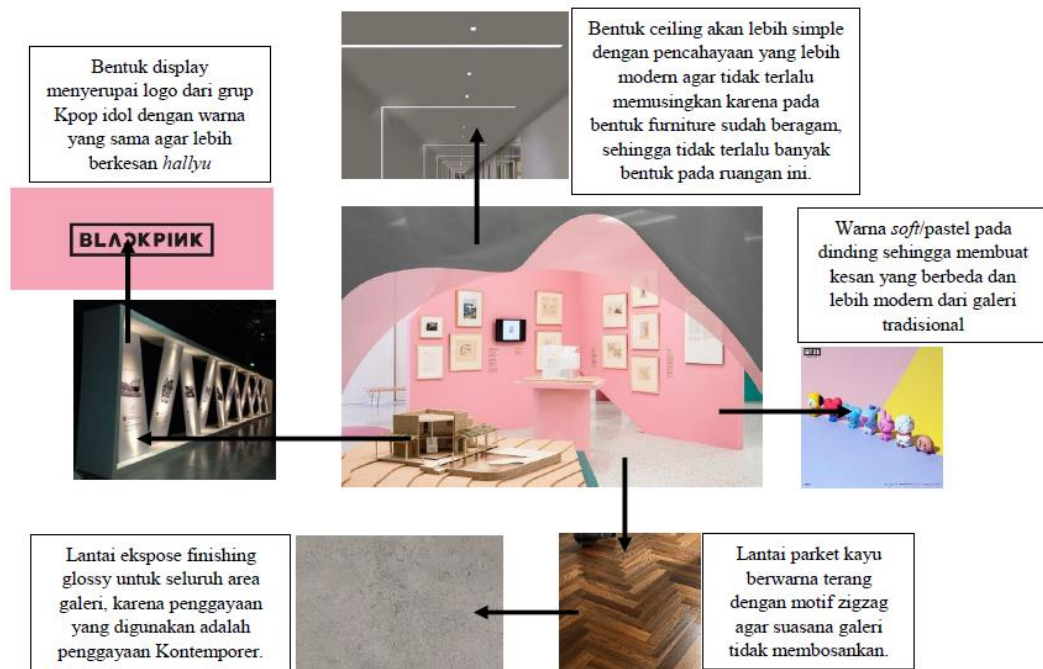 Bentuk display
menyerupai logo dari grup
Kpop idol dengan warna
yang sama agar lebih
berkesan hallyu
Bentuk ceiling akan lebih simple
dengan pencahayaan yang lebih
modern agar tidak terlalu
memusingkan karena pada
bentuk furniture sudah beragam,
sehingga tidak terlalu banyak
bentuk pada ruangan ini.
BLΛƆKPIИK
Warna soft/pastel pada
dinding sehingga membuat
kesan yang berbeda dan
lebih modern dari galeri
tradisional
Lantai ekspose finishing
glossy untuk seluruh area
galeri, karena penggayaan
yang digunakan adalah
penggayaan Kontemporer.
Lantai parket kayu
berwarna terang
dengan motif zigzag
agar suasana galeri
tidak membosankan.